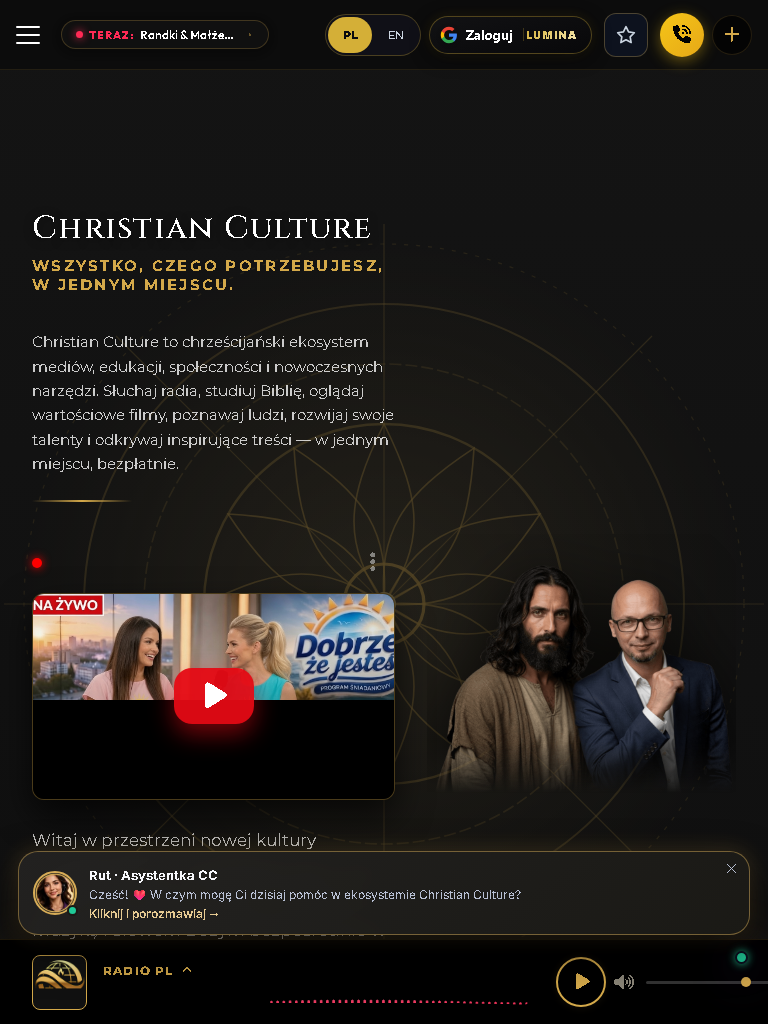 TERAZ: Randki & Małże...
PL
EN
Zaloguj
LUMINA
CHRISTIAN CULTURE
WSZYSTKO, CZEGO POTRZEBUJESZ,
W JEDNYM MIEJSCU.
Christian Culture to chrześcijański ekosystem
mediów, edukacji, społeczności i nowoczesnych
narzędzi. Słuchaj radia, studiuj Biblię, oglądaj
wartościowe filmy, poznawaj ludzi, rozwijaj swoje
talenty i odkrywaj inspirujące treści — w jednym
miejscu, bezpłatnie.
NA ŻYWO
Dobrze
że jesteś
PROGRAM ŚNIADANIOWY
Witaj w przestrzeni nowej kultury
Rut · Asystentka CC
Cześć! ❤️ W czym mogę Ci dzisiaj pomóc w ekosystemie Christian Culture?
Kliknij i porozmawiaj →
RADIO PL